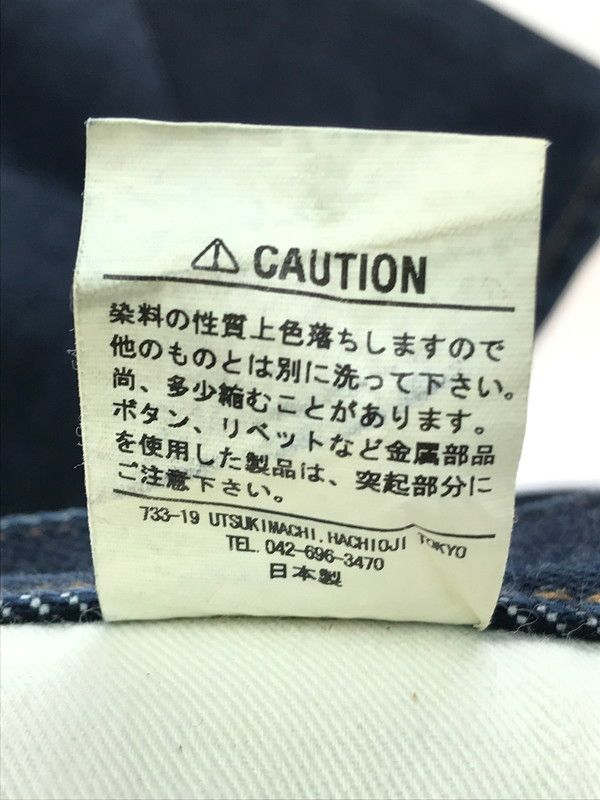 ⚠ CAUTION
染料の性質上色落ちしますので
他のものとは別に洗って下さい。
尚、多少縮むことがあります。
ボタン、リベットなど金属部品
を使用した製品は、突起部分に
ご注意下さい。
733-19 UTSUKIMACHI, HACHIOJI TOKYO
TEL. 042-696-3470
日本製